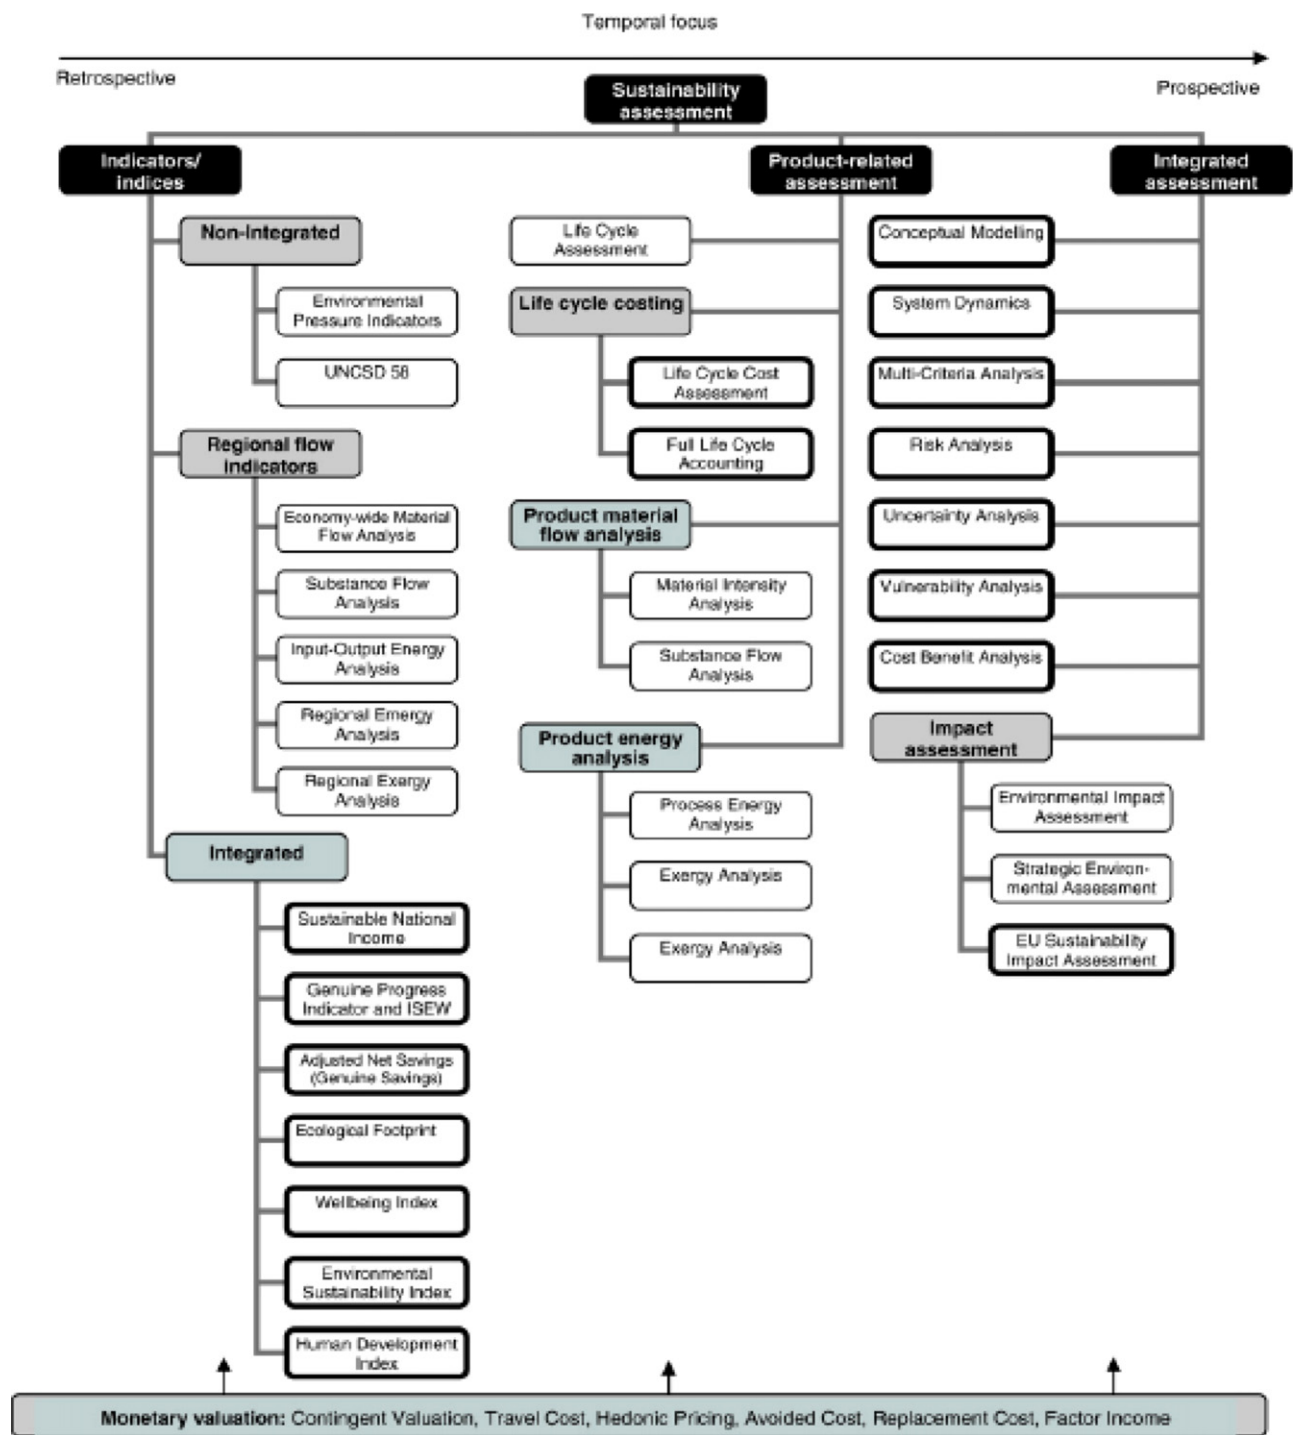 Temporal focus
Retrospective
Prospective
Sustainability
assessment
Indicators/
indices
Non-Integrated
Environmental
Pressure Indicators
UNCSD 58
Regional flow
indicators
Economy-wide Material
Flow Analysis
Substance Flow
Analysis
Input-Output Energy
Analysis
Regional Emergy
Analysis
Regional Exergy
Analysis
Integrated
Sustainable National
Income
Genuine Progress
Indicator and ISEW
Adjusted Net Savings
(Genuine Savings)
Ecological Footprint
Wellbeing Index
Environmental
Sustainability Index
Human Development
Index
Product-related
assessment
Life Cycle
Assessment
Life cycle costing
Life Cycle Cost
Assessment
Full Life Cycle
Accounting
Product material
flow analysis
Material Intensity
Analysis
Substance Flow
Analysis
Product energy
analysis
Process Energy
Analysis
Exergy Analysis
Exergy Analysis
Integrated
assessment
Conceptual Modelling
System Dynamics
Multi-Criteria Analysis
Risk Analysis
Uncertainty Analysis
Vulnerability Analysis
Cost Benefit Analysis
Impact
assessment
Environmental Impact
Assessment
Strategic Environ-
mental Assessment
EU Sustainability
Impact Assessment
Monetary valuation: Contingent Valuation, Travel Cost, Hedonic Pricing, Avoided Cost, Replacement Cost, Factor Income